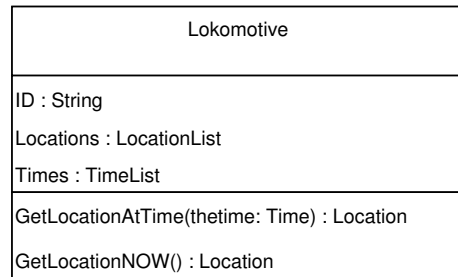 Lokomotive
ID : String
Locations : LocationList
Times : TimeList
GetLocationAtTime(thetime: Time) : Location
GetLocationNOW() : Location